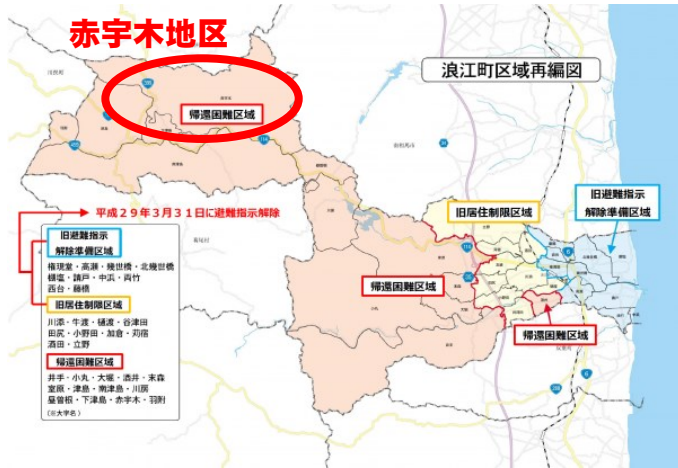 赤宇木地区
浪江町区域再編図
帰還困難区域
平成29年3月31日に避難指示解除
旧避難指示
解除準備区域
旧居住制限区域
帰還困難区域
帰還困難区域
旧避難指示
解除準備区域
権現堂・高瀬・幾世橋・北幾世橋
棚塩・請戸・中浜・両竹
西台・藤橋
旧居住制限区域
川添・牛渡・樋渡・谷津田
田尻・小野田・加倉・苅宿
酒田・立野
帰還困難区域
井手・小丸・大堀・酒井・末森
室原・津島・南津島・川房
昼曽根・下津島・赤宇木・羽附
(※大字名)
114
6